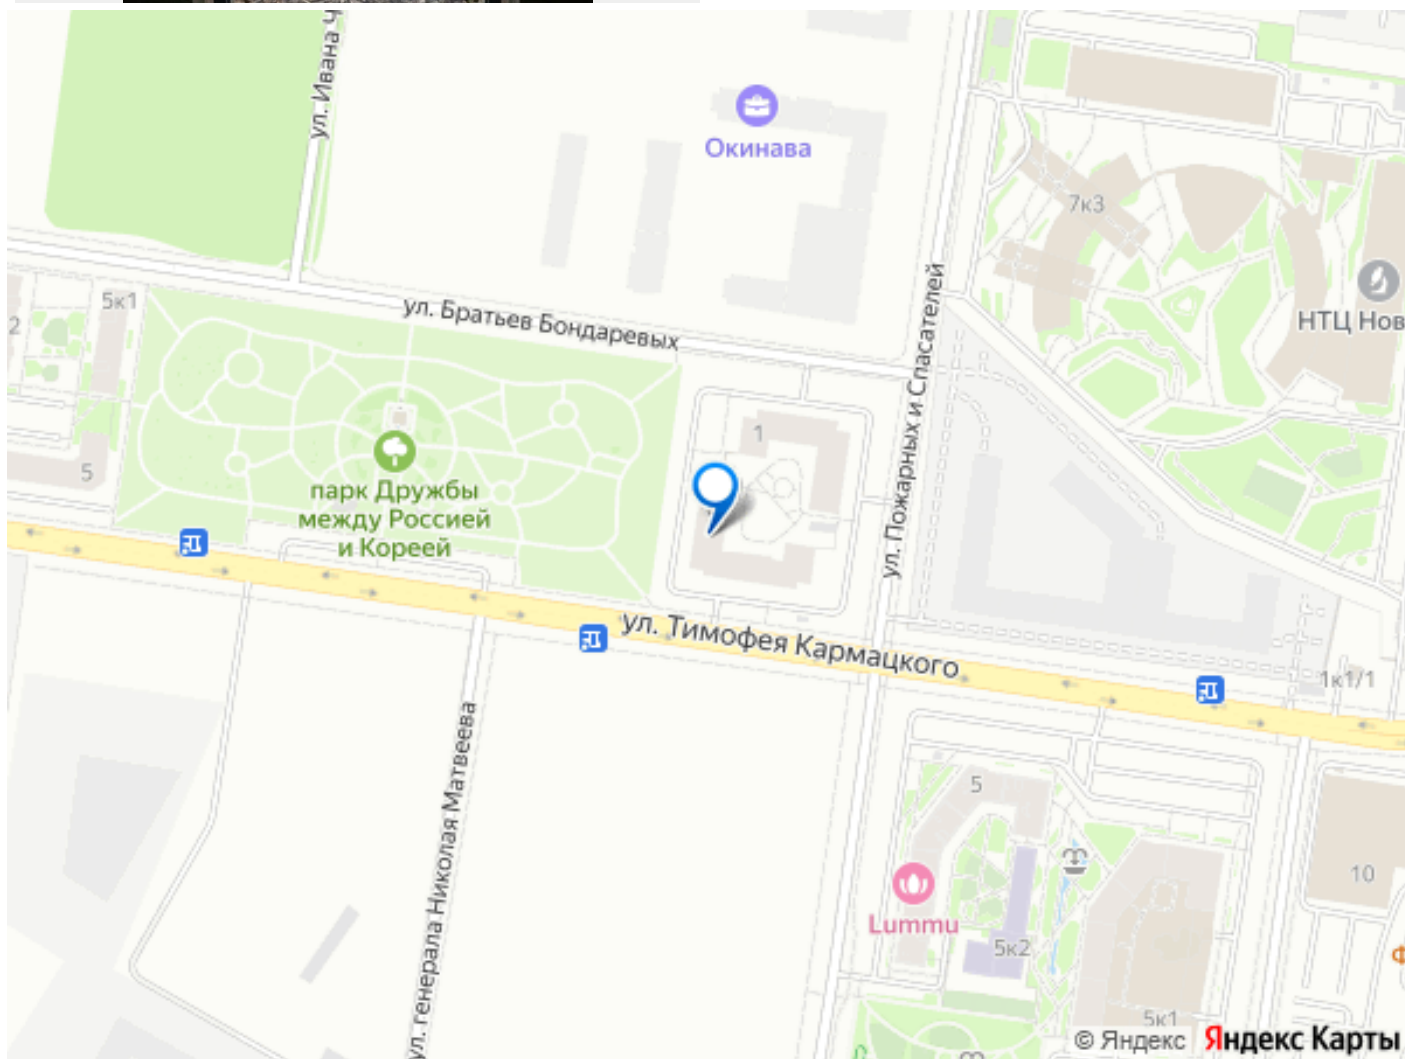 ул. Ивана
Окинава
7к3
НТЦ Нов
5к1
2
ул. Братьев Бондаревых
ул. Пожарных и Спасателей
1
5
парк Дружбы
между Россией
и Кореей
ул. Тимофея Кармацкого
1к1/1
ул. генерала Николая Матвеева
5
10
Lummu
5к2
5к1
© Яндекс Яндекс Карты